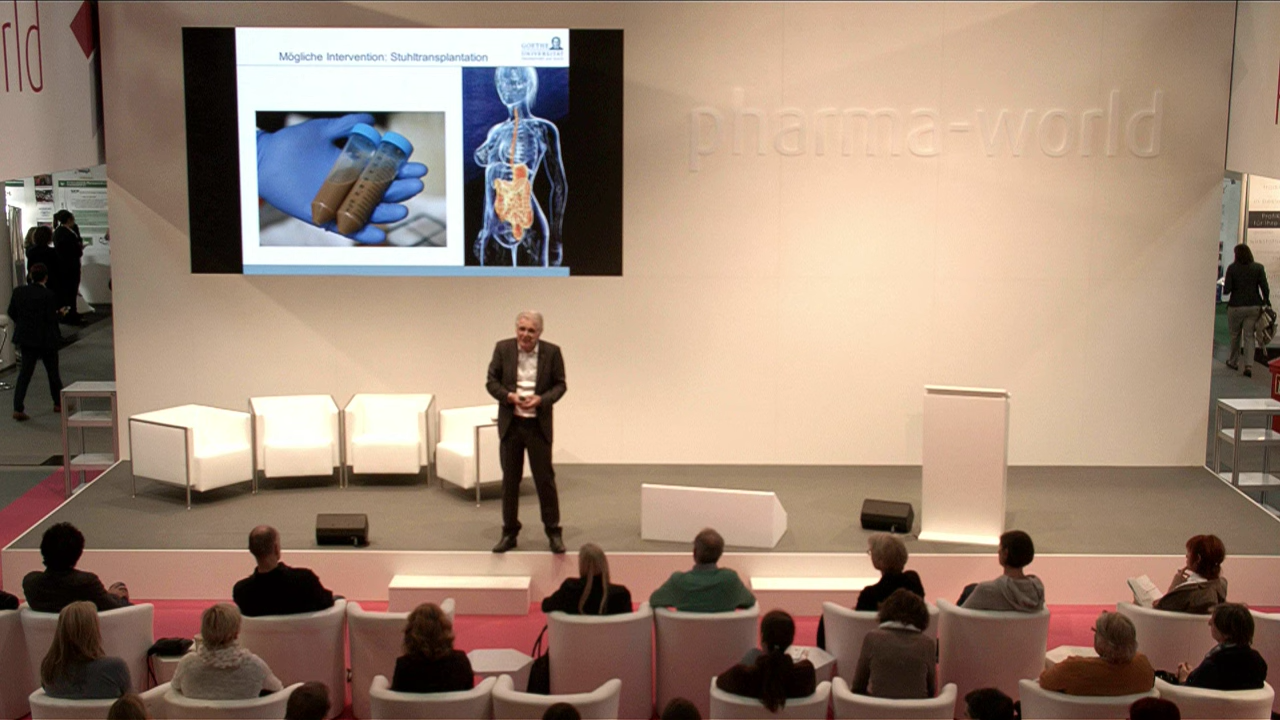 rld
Mögliche Intervention: Stuhltransplantation
GOETHE
UNIVERSITÄT
pharma-world